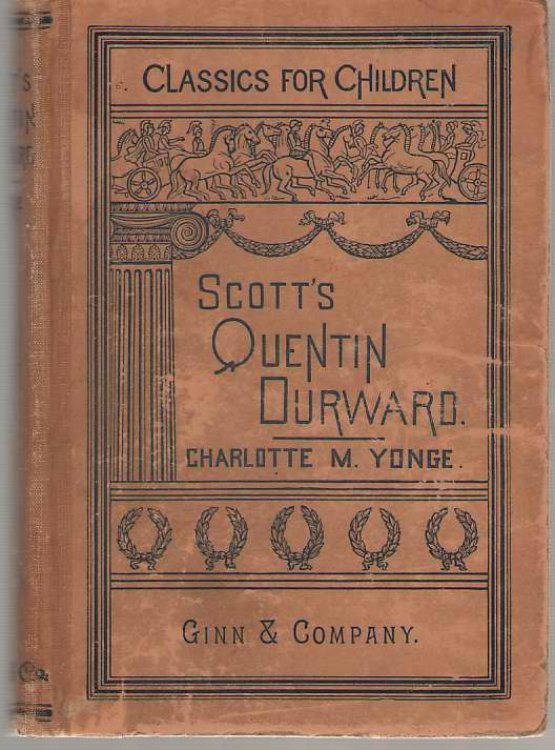 CLASSICS FOR CHILDREN
SCOTT'S
QUENTIN
DURWARD.
CHARLOTTE M. YONGE.
GINN & COMPANY.